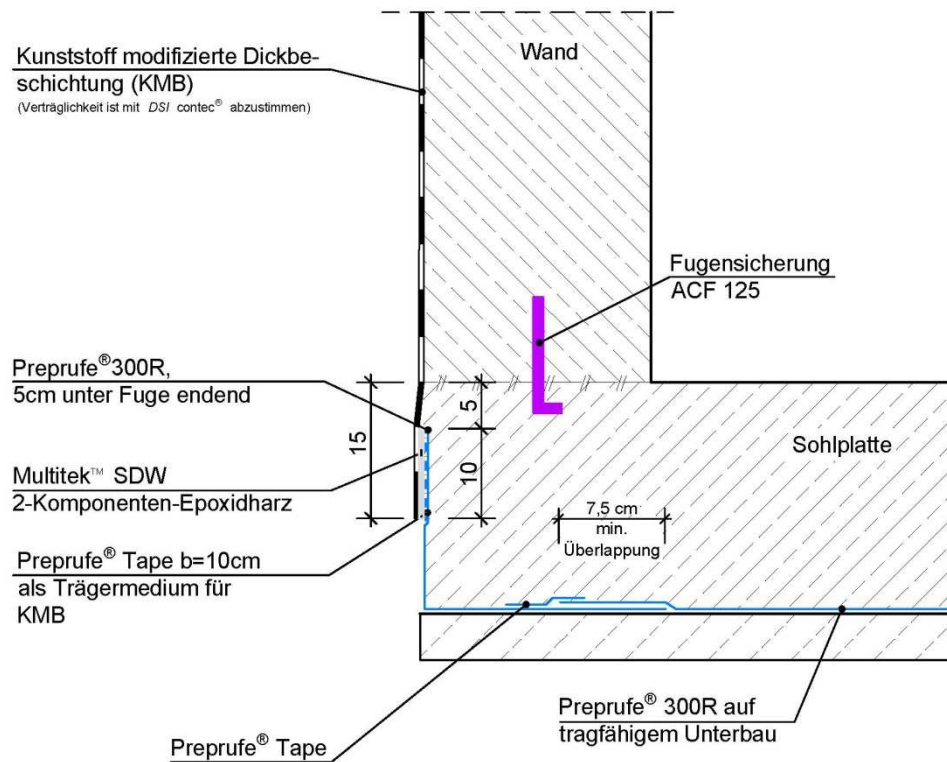 Kunststoff modifizierte Dickbe-
schichtung (KMB)
(Verträglichkeit ist mit DSI contec® abzustimmen)
Wand
Fugensicherung
ACF 125
Preprufe®300R,
5cm unter Fuge endend
15
5
10
Sohlplatte
Multitek™ SDW
2-Komponenten-Epoxidharz
7,5 cm
min.
Überlappung
Preprufe® Tape b=10cm
als Trägermedium für
KMB
Preprufe® Tape
Preprufe® 300R auf
tragfähigem Unterbau